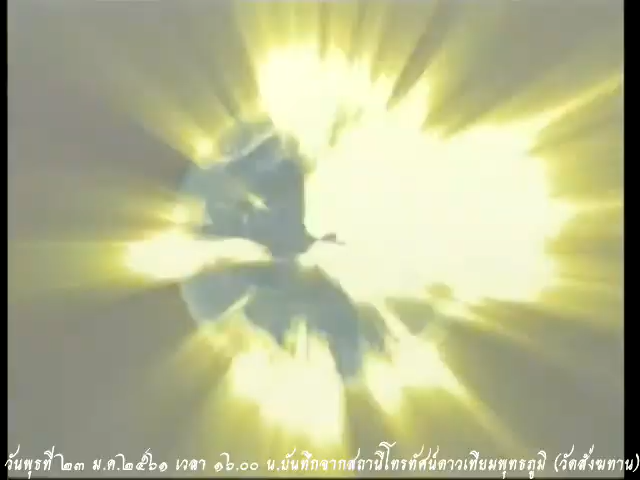 วันพุธที่ ๒๓ ม.ค.๒๕๖๑ เวลา ๑๖.๐๐ น.บันทึกจากสถานีโทรทัศน์ดาวเทียมพุทธภูมิ (วัดสังฆทาน)